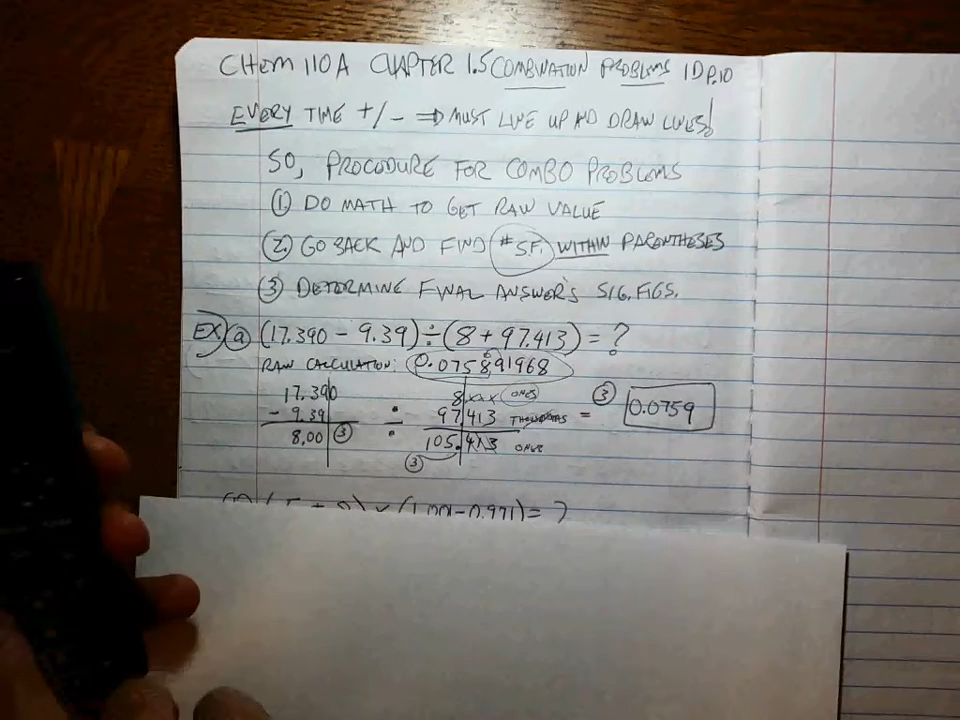 CHEM 110A CHAPTER 1.5 COMBINATION PROBLEMS 1D P.10
EVERY TIME +/- ⇒ MUST LINE UP AND DRAW LINES!
SO, PROCEDURE FOR COMBO PROBLEMS
① DO MATH TO GET RAW VALUE
② GO BACK AND FIND #S.F. WITHIN PARENTHESES
③ DETERMINE FINAL ANSWER'S SIG. FIGS.
EX) ⓐ (17.390 - 9.39) ÷ (8 + 97.413) = ?
RAW CALCULATION: 0.075891968
17.390 8xxx ONES
- 9.39 ÷ 97.413 THOUSANDTHS = ③ 0.0759
8.00 ③ 105.413 ONES
③